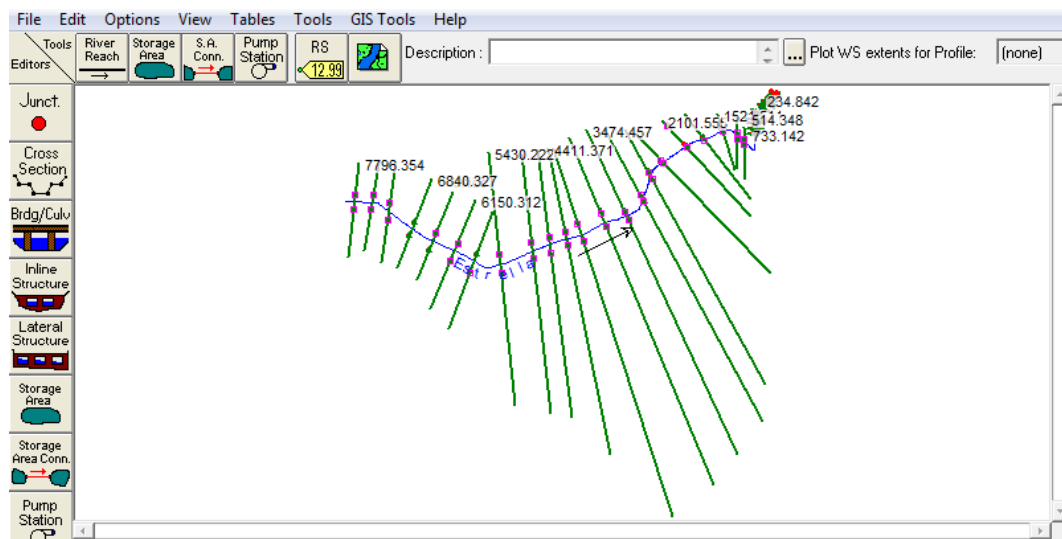 File Edit Options View Tables Tools GIS Tools Help
Tools
Editors
River
Reach
Storage
Area
S.A.
Conn.
Pump
Station
RS
12.99
Description :
...
Plot WS extents for Profile:
(none)
Junct.
Cross
Section
Brdg/Culv
Inline
Structure
Lateral
Structure
Storage
Area
Storage
Area Conn.
Pump
Station
234.842
514.348
733.142
2101.555
3474.457
4411.371
5430.222
7796.354
6840.327
6150.312
Estrella